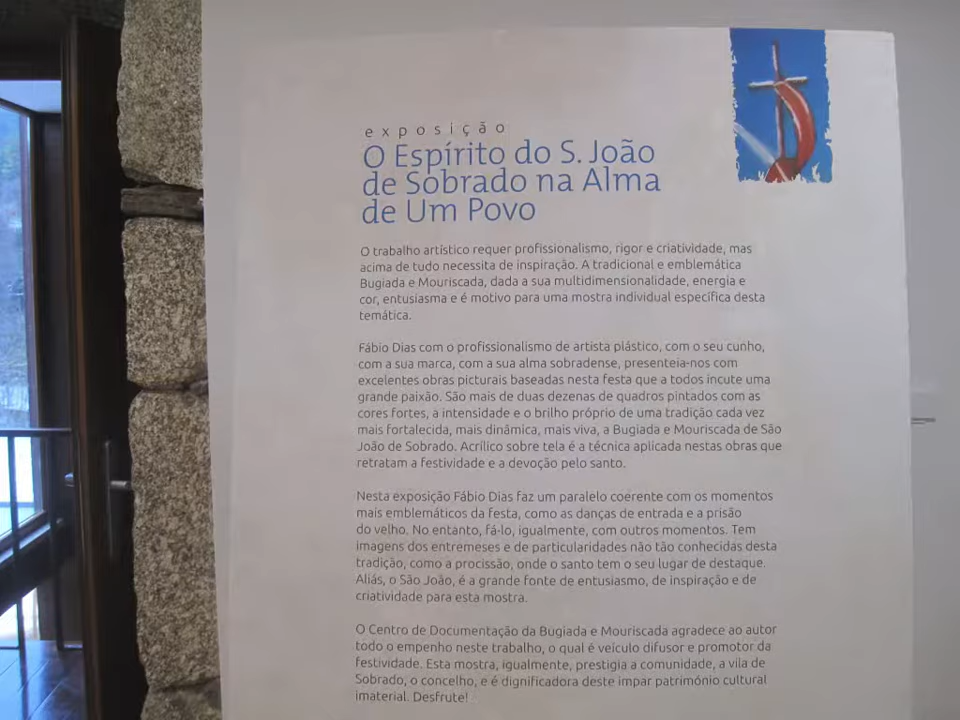 exposição
O Espírito do S. João
de Sobrado na Alma
de Um Povo
O trabalho artístico requer profissionalismo, rigor e criatividade, mas
acima de tudo necessita de inspiração. A tradicional e emblemática
Bugiada e Mouriscada, dada a sua multidimensionalidade, energia e
cor, entusiasma e é motivo para uma mostra individual específica desta
temática.
Fábio Dias com o profissionalismo de artista plástico, com o seu cunho,
com a sua marca, com a sua alma sobradense, presenteia-nos com
excelentes obras picturais baseadas nesta festa que a todos incute uma
grande paixão. São mais de duas dezenas de quadros pintados com as
cores fortes, a intensidade e o brilho próprio de uma tradição cada vez
mais fortalecida, mais dinâmica, mais viva, a Bugiada e Mouriscada de São
João de Sobrado. Acrílico sobre tela é a técnica aplicada nestas obras que
retratam a festividade e a devoção pelo santo.
Nesta exposição Fábio Dias faz um paralelo coerente com os momentos
mais emblemáticos da festa, como as danças de entrada e a prisão
do velho. No entanto, fá-lo, igualmente, com outros momentos. Tem
imagens dos entremeses e de particularidades não tão conhecidas desta
tradição, como a procissão, onde o santo tem o seu lugar de destaque.
Aliás, o São João, é a grande fonte de entusiasmo, de inspiração e de
criatividade para esta mostra.
O Centro de Documentação da Bugiada e Mouriscada agradece ao autor
todo o empenho neste trabalho, o qual é veículo difusor e promotor da
festividade. Esta mostra, igualmente, prestigia a comunidade, a vila de
Sobrado, o concelho, e é dignificadora deste impar património cultural
imaterial. Desfrute!